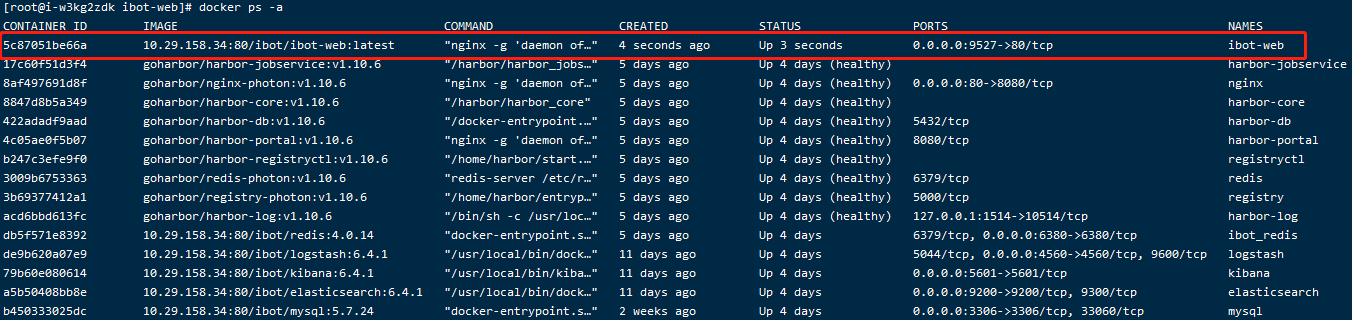 [root@i-w3kg2zdk ibot-web]# docker ps -a
CONTAINER ID IMAGE COMMAND CREATED STATUS PORTS NAMES
5c87051be66a 10.29.158.34:80/ibot/ibot-web:latest "nginx -g 'daemon of…" 4 seconds ago Up 3 seconds 0.0.0.0:9527->80/tcp ibot-web
17c60f51d3f4 goharbor/harbor-jobservice:v1.10.6 "/harbor/harbor_jobs…" 5 days ago Up 4 days (healthy) harbor-jobservice
8af497691d8f goharbor/nginx-photon:v1.10.6 "nginx -g 'daemon of…" 5 days ago Up 4 days (healthy) 0.0.0.0:80->8080/tcp nginx
8847d8b5a349 goharbor/harbor-core:v1.10.6 "/harbor/harbor_core" 5 days ago Up 4 days (healthy) harbor-core
422adadf9aad goharbor/harbor-db:v1.10.6 "/docker-entrypoint.…" 5 days ago Up 4 days (healthy) 5432/tcp harbor-db
4c05ae0f5b07 goharbor/harbor-portal:v1.10.6 "nginx -g 'daemon of…" 5 days ago Up 4 days (healthy) 8080/tcp harbor-portal
b247c3efe9f0 goharbor/harbor-registryctl:v1.10.6 "/home/harbor/start.…" 5 days ago Up 4 days (healthy) registryctl
3009b6753363 goharbor/redis-photon:v1.10.6 "redis-server /etc/r…" 5 days ago Up 4 days (healthy) 6379/tcp redis
3b69377412a1 goharbor/registry-photon:v1.10.6 "/home/harbor/entryp…" 5 days ago Up 4 days (healthy) 5000/tcp registry
acd6bbd613fc goharbor/harbor-log:v1.10.6 "/bin/sh -c /usr/loc…" 5 days ago Up 4 days (healthy) 127.0.0.1:1514->10514/tcp harbor-log
db5f571e8392 10.29.158.34:80/ibot/redis:4.0.14 "docker-entrypoint.s…" 5 days ago Up 4 days 6379/tcp, 0.0.0.0:6380->6380/tcp ibot_redis
de9b620a07e9 10.29.158.34:80/ibot/logstash:6.4.1 "/usr/local/bin/dock…" 11 days ago Up 4 days 5044/tcp, 0.0.0.0:4560->4560/tcp, 9600/tcp logstash
79b60e080614 10.29.158.34:80/ibot/kibana:6.4.1 "/usr/local/bin/kiba…" 11 days ago Up 4 days 0.0.0.0:5601->5601/tcp kibana
a5b50408bb8e 10.29.158.34:80/ibot/elasticsearch:6.4.1 "/usr/local/bin/dock…" 11 days ago Up 4 days 0.0.0.0:9200->9200/tcp, 9300/tcp elasticsearch
b450333025dc 10.29.158.34:80/ibot/mysql:5.7.24 "docker-entrypoint.s…" 2 weeks ago Up 4 days 0.0.0.0:3306->3306/tcp, 33060/tcp mysql